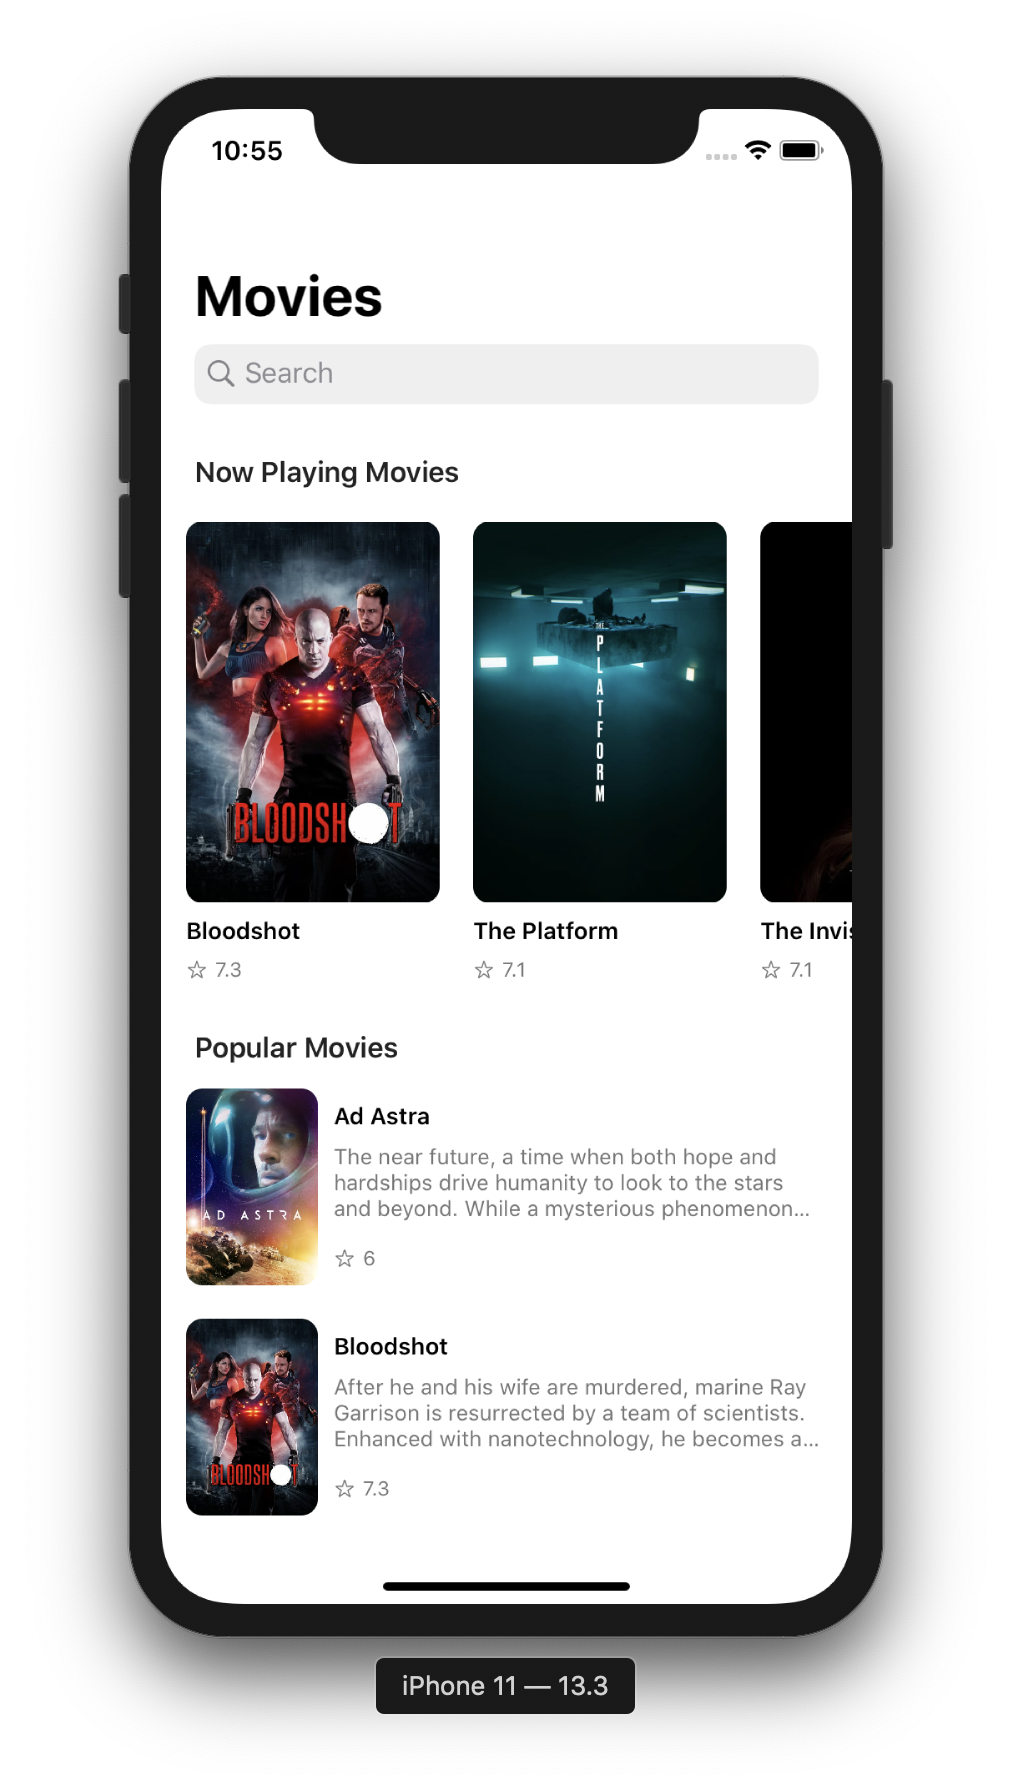 10:55
Movies
Search
Now Playing Movies
BLOODSHOT
THE PLATFORM
Bloodshot
The Platform
The Invis
7.3
7.1
7.1
Popular Movies
AD ASTRA
Ad Astra
The near future, a time when both hope and
hardships drive humanity to look to the stars
and beyond. While a mysterious phenomenon...
6
BLOODSHOT
Bloodshot
After he and his wife are murdered, marine Ray
Garrison is resurrected by a team of scientists.
Enhanced with nanotechnology, he becomes a...
7.3
iPhone 11 — 13.3